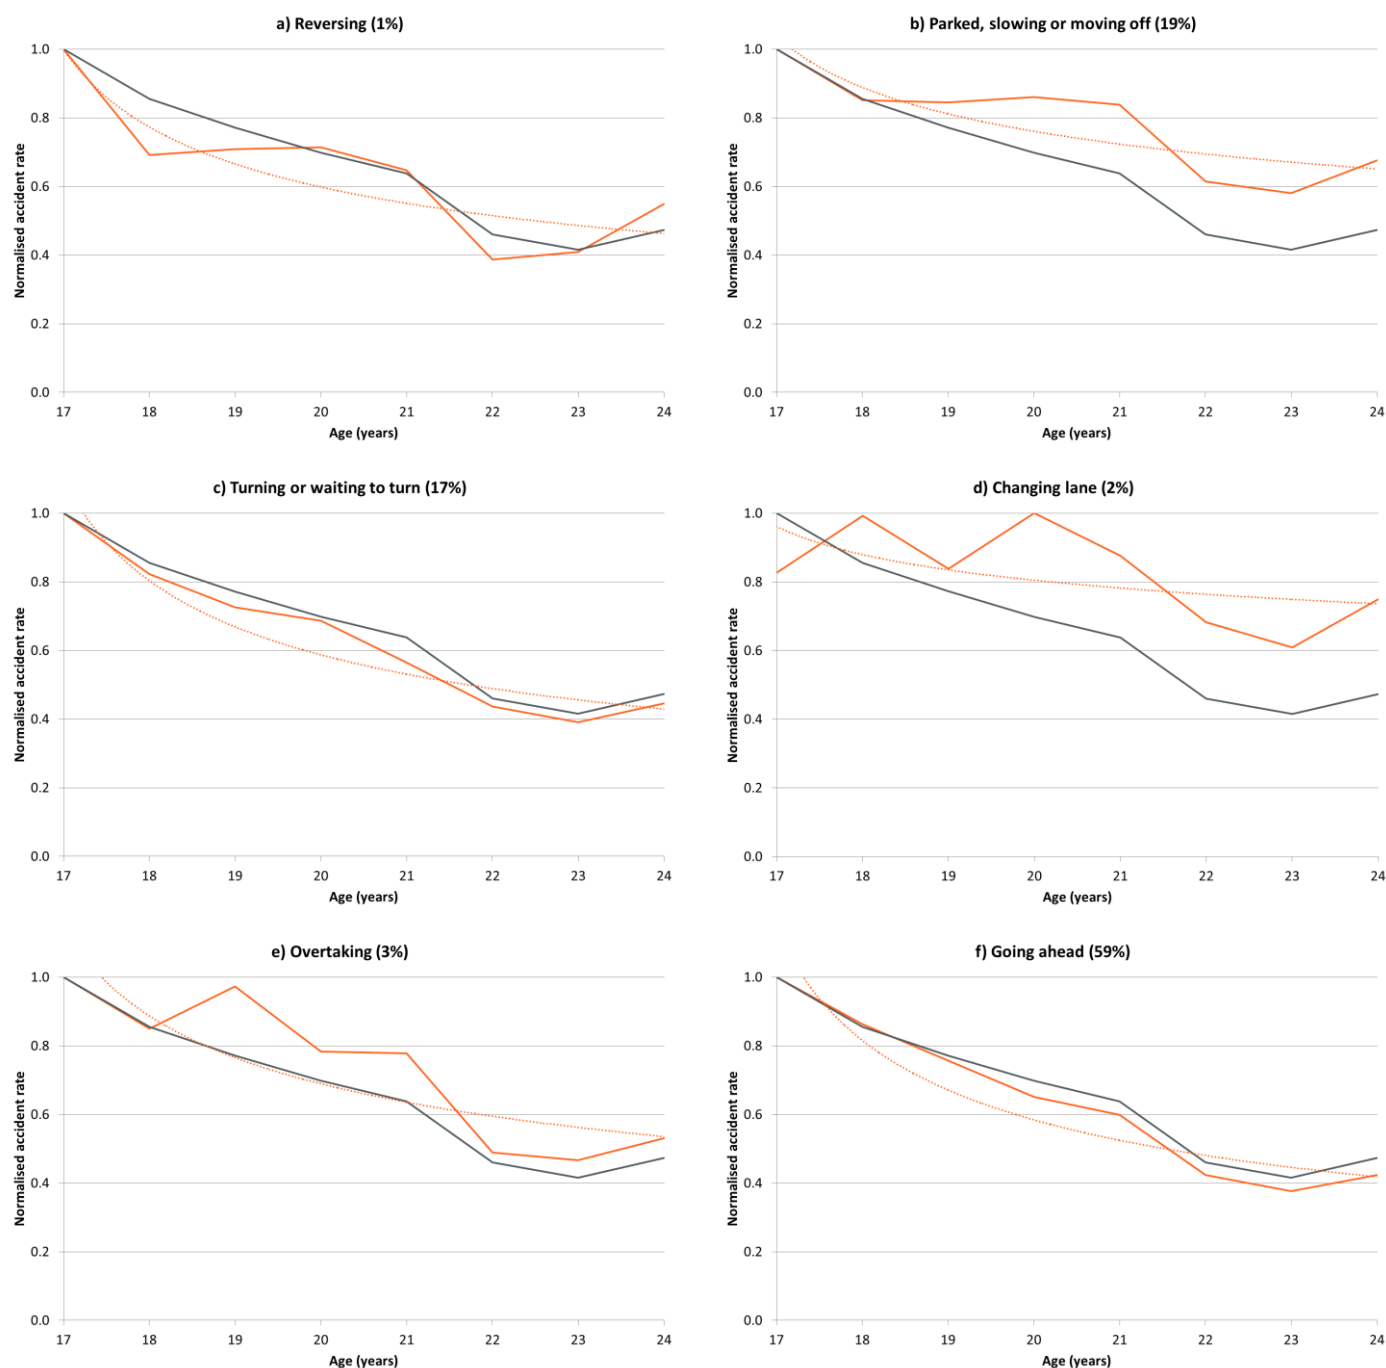 a) Reversing (1%)
Normalised accident rate
1.0
0.8
0.6
0.4
0.2
0.0
17 18 19 20 21 22 23 24
Age (years)
b) Parked, slowing or moving off (19%)
Normalised accident rate
1.0
0.8
0.6
0.4
0.2
0.0
17 18 19 20 21 22 23 24
Age (years)
c) Turning or waiting to turn (17%)
Normalised accident rate
1.0
0.8
0.6
0.4
0.2
0.0
17 18 19 20 21 22 23 24
Age (years)
d) Changing lane (2%)
Normalised accident rate
1.0
0.8
0.6
0.4
0.2
0.0
17 18 19 20 21 22 23 24
Age (years)
e) Overtaking (3%)
Normalised accident rate
1.0
0.8
0.6
0.4
0.2
0.0
17 18 19 20 21 22 23 24
Age (years)
f) Going ahead (59%)
Normalised accident rate
1.0
0.8
0.6
0.4
0.2
0.0
17 18 19 20 21 22 23 24
Age (years)